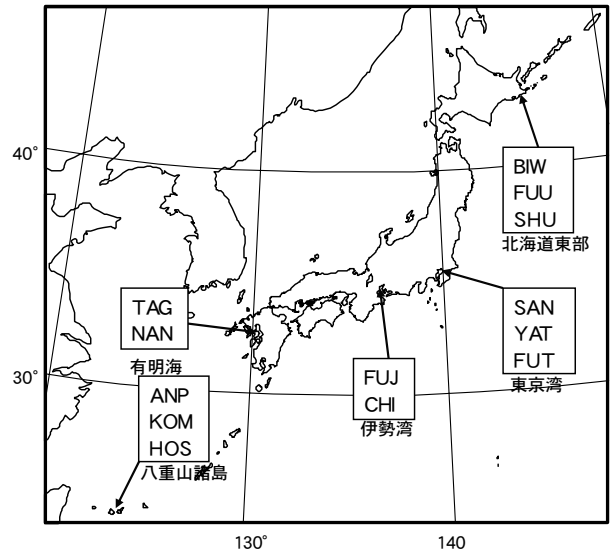 40°
BIW
FUU
SHU
北海道東部
TAG
NAN
有明海
SAN
YAT
FUT
東京湾
FUJ
CHI
伊勢湾
30°
ANP
KOM
HOS
八重山諸島
130°
140°